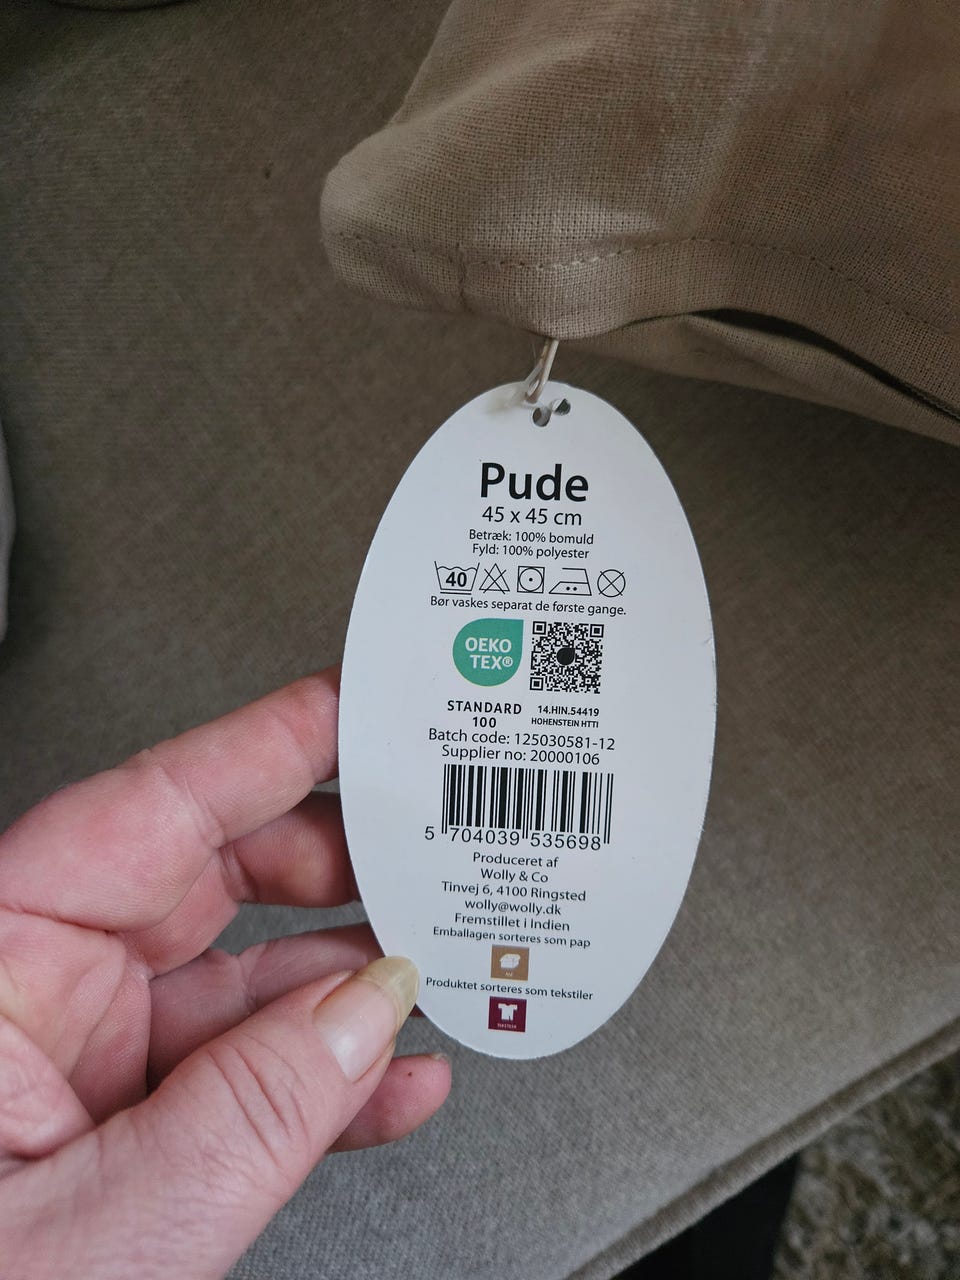 Pude
45 x 45 cm
Betræk: 100% bomuld
Fyld: 100% polyester
40
Bør vaskes separat de første gange.
OEKO
TEX®
STANDARD
100
14.HIN.54419
HOHENSTEIN HTTI
Batch code: 125030581-12
Supplier no: 20000106
5 704039 535698
Produceret af
Wolly & Co
Tinvej 6, 4100 Ringsted
wolly@wolly.dk
Fremstillet i Indien
Emballagen sorteres som pap
Produktet sorteres som tekstiler